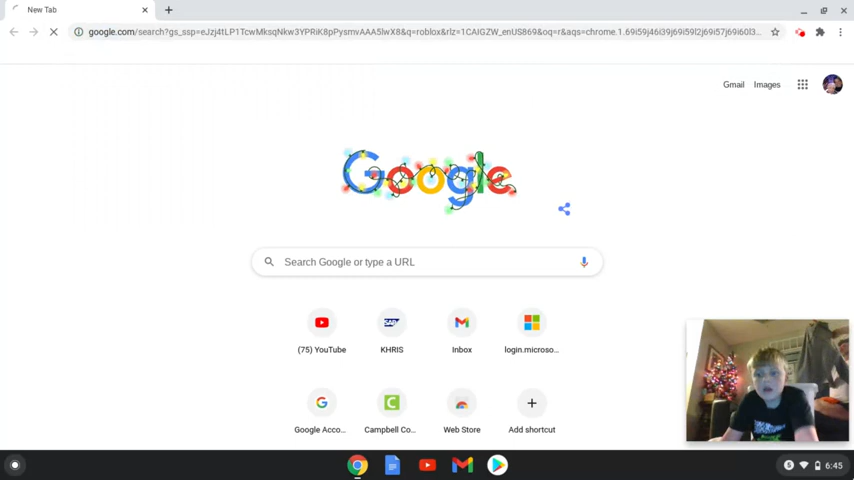 New Tab
google.com/search?gs_ssp=eJzj4tLP1TcwMksqNkw3YPRiK8pPysmvAAA5lwX8&q=roblox&rlz=1CAIGZW_enUS869&oq=r&aqs=chrome.1.69i59j46i39j69i59l2j69i57j69i60l3...
Gmail Images
Google
Search Google or type a URL
(75) YouTube KHRIS Inbox login.microso...
Google Acco... Campbell Co... Web Store Add shortcut
6:45